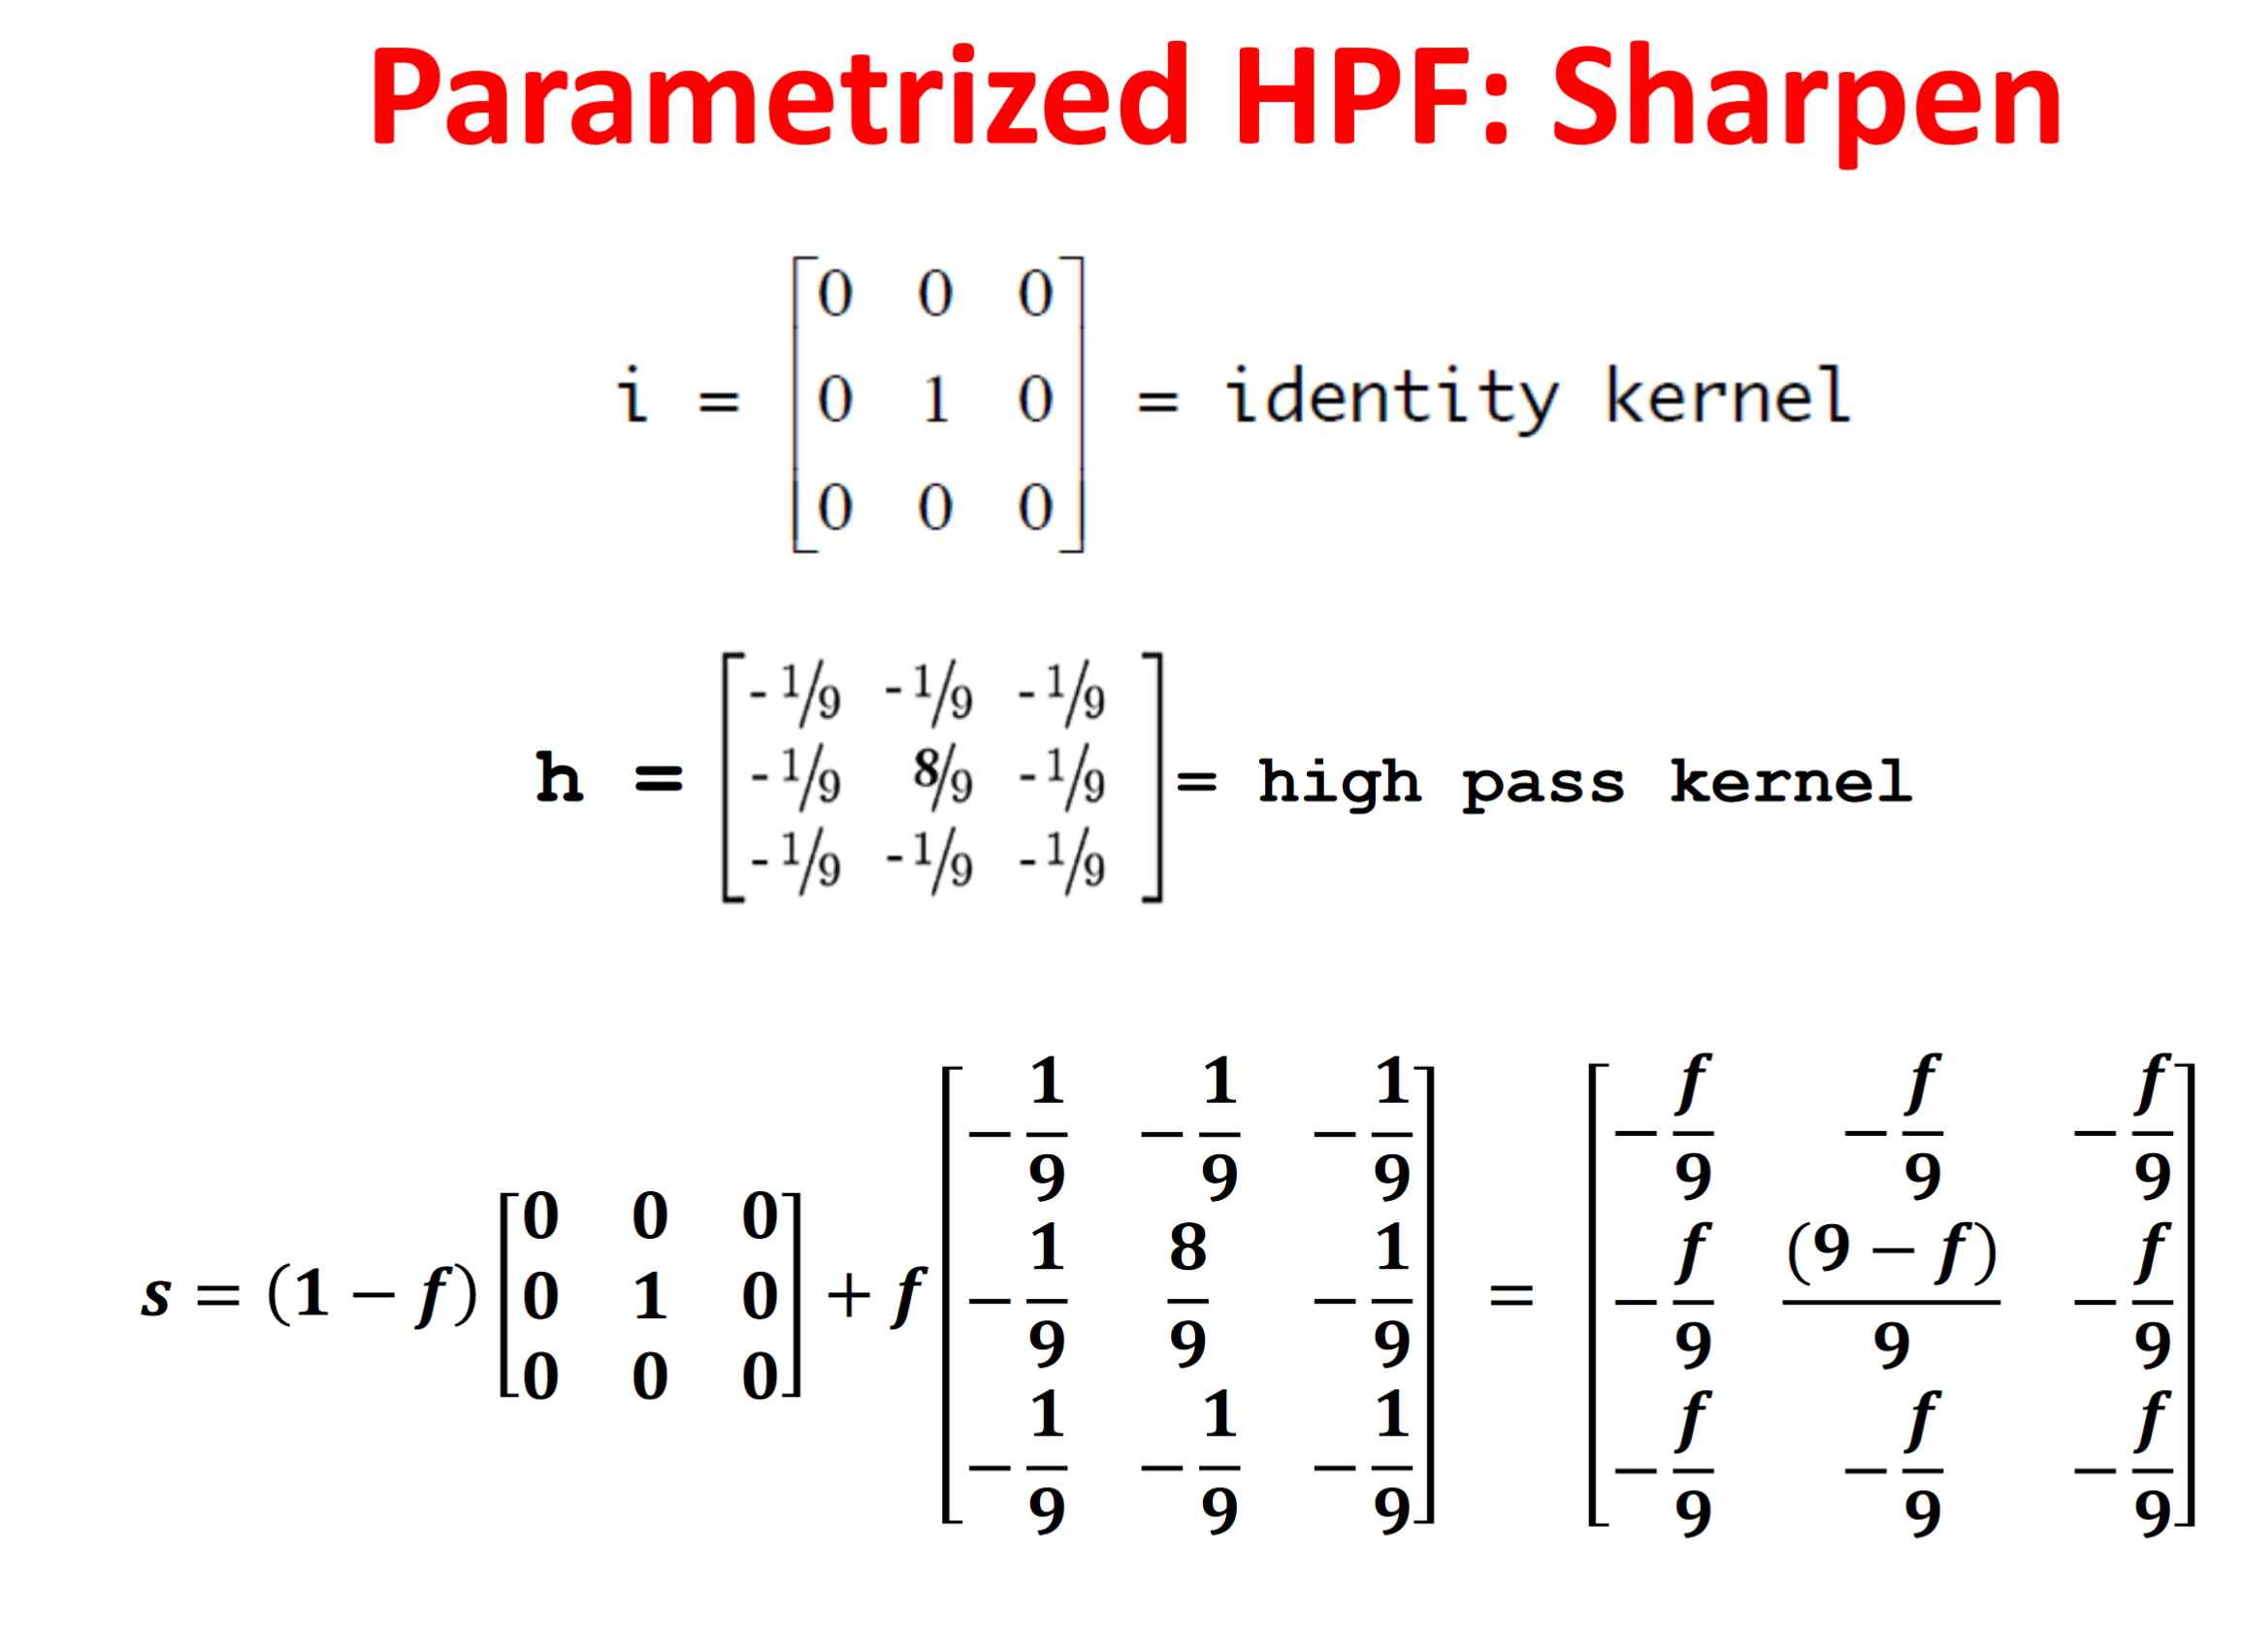 Parametrized HPF: Sharpen
0 0 0
i = 0 1 0 = identity kernel
0 0 0
-1/9 -1/9 -1/9
h = -1/9 8/9 -1/9 = high pass kernel
-1/9 -1/9 -1/9
s = (1 − f) [0 0 0; 0 1 0; 0 0 0] + f [−1/9 −1/9 −1/9; −1/9 8/9 −1/9; −1/9 −1/9 −1/9] = [−f/9 −f/9 −f/9; −f/9 (9 − f)/9 −f/9; −f/9 −f/9 −f/9]